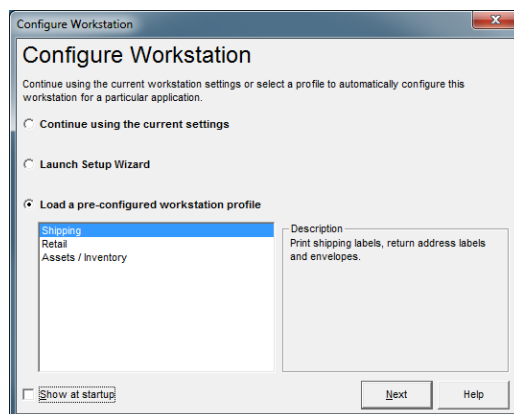 Configure Workstation
Configure Workstation
Continue using the current workstation settings or select a profile to automatically configure this
workstation for a particular application.
Continue using the current settings
Launch Setup Wizard
Load a pre-configured workstation profile
Shipping
Retail
Assets / Inventory
Description
Print shipping labels, return address labels
and envelopes.
Show at startup
Next
Help